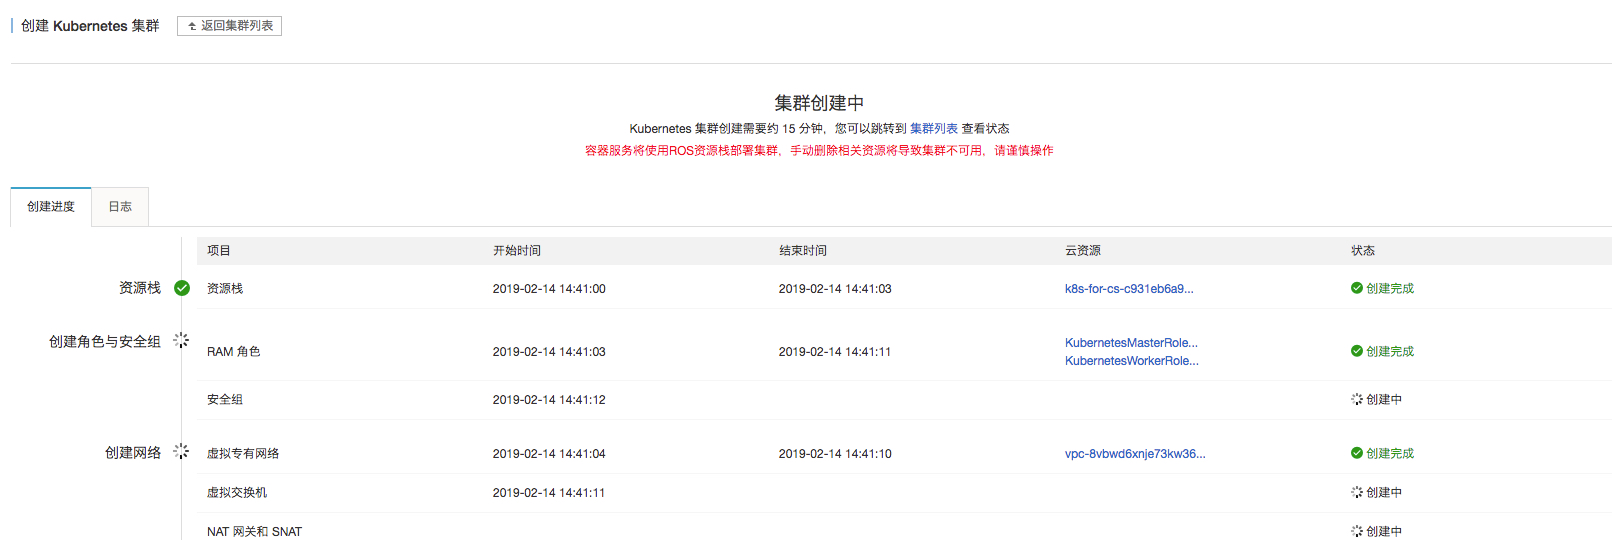 创建 Kubernetes 集群 返回集群列表
集群创建中
Kubernetes 集群创建需要约 15 分钟，您可以跳转到 集群列表 查看状态
容器服务将使用ROS资源栈部署集群，手动删除相关资源将导致集群不可用，请谨慎操作
创建进度 日志
项目 开始时间 结束时间 云资源 状态
资源栈 资源栈 2019-02-14 14:41:00 2019-02-14 14:41:03 k8s-for-cs-c931eb6a9... 创建完成
创建角色与安全组 RAM 角色 2019-02-14 14:41:03 2019-02-14 14:41:11 KubernetesMasterRole... 创建完成
KubernetesWorkerRole...
安全组 2019-02-14 14:41:12 创建中
创建网络 虚拟专有网络 2019-02-14 14:41:04 2019-02-14 14:41:10 vpc-8vbwd6xnje73kw36... 创建完成
虚拟交换机 2019-02-14 14:41:11 创建中
NAT 网关和 SNAT 创建中